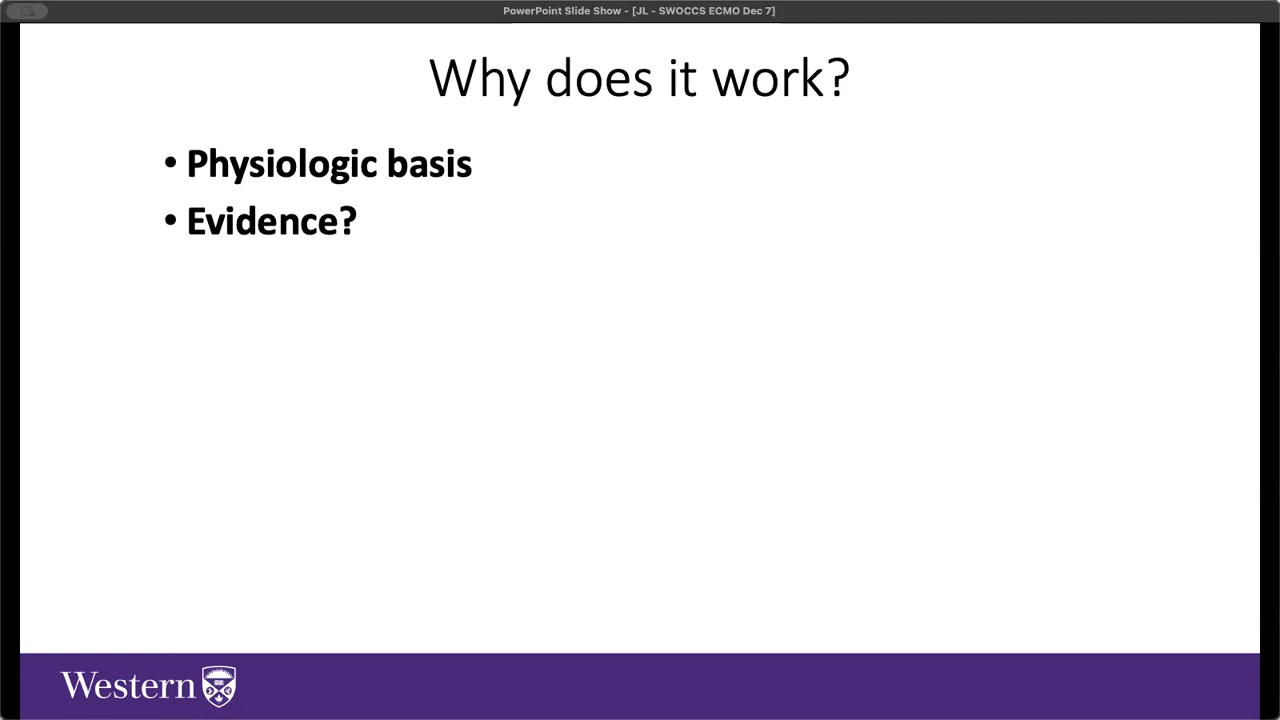 PowerPoint Slide Show - [JL - SWOCCS ECMO Dec 7]
Why does it work?
• Physiologic basis
• Evidence?
Western